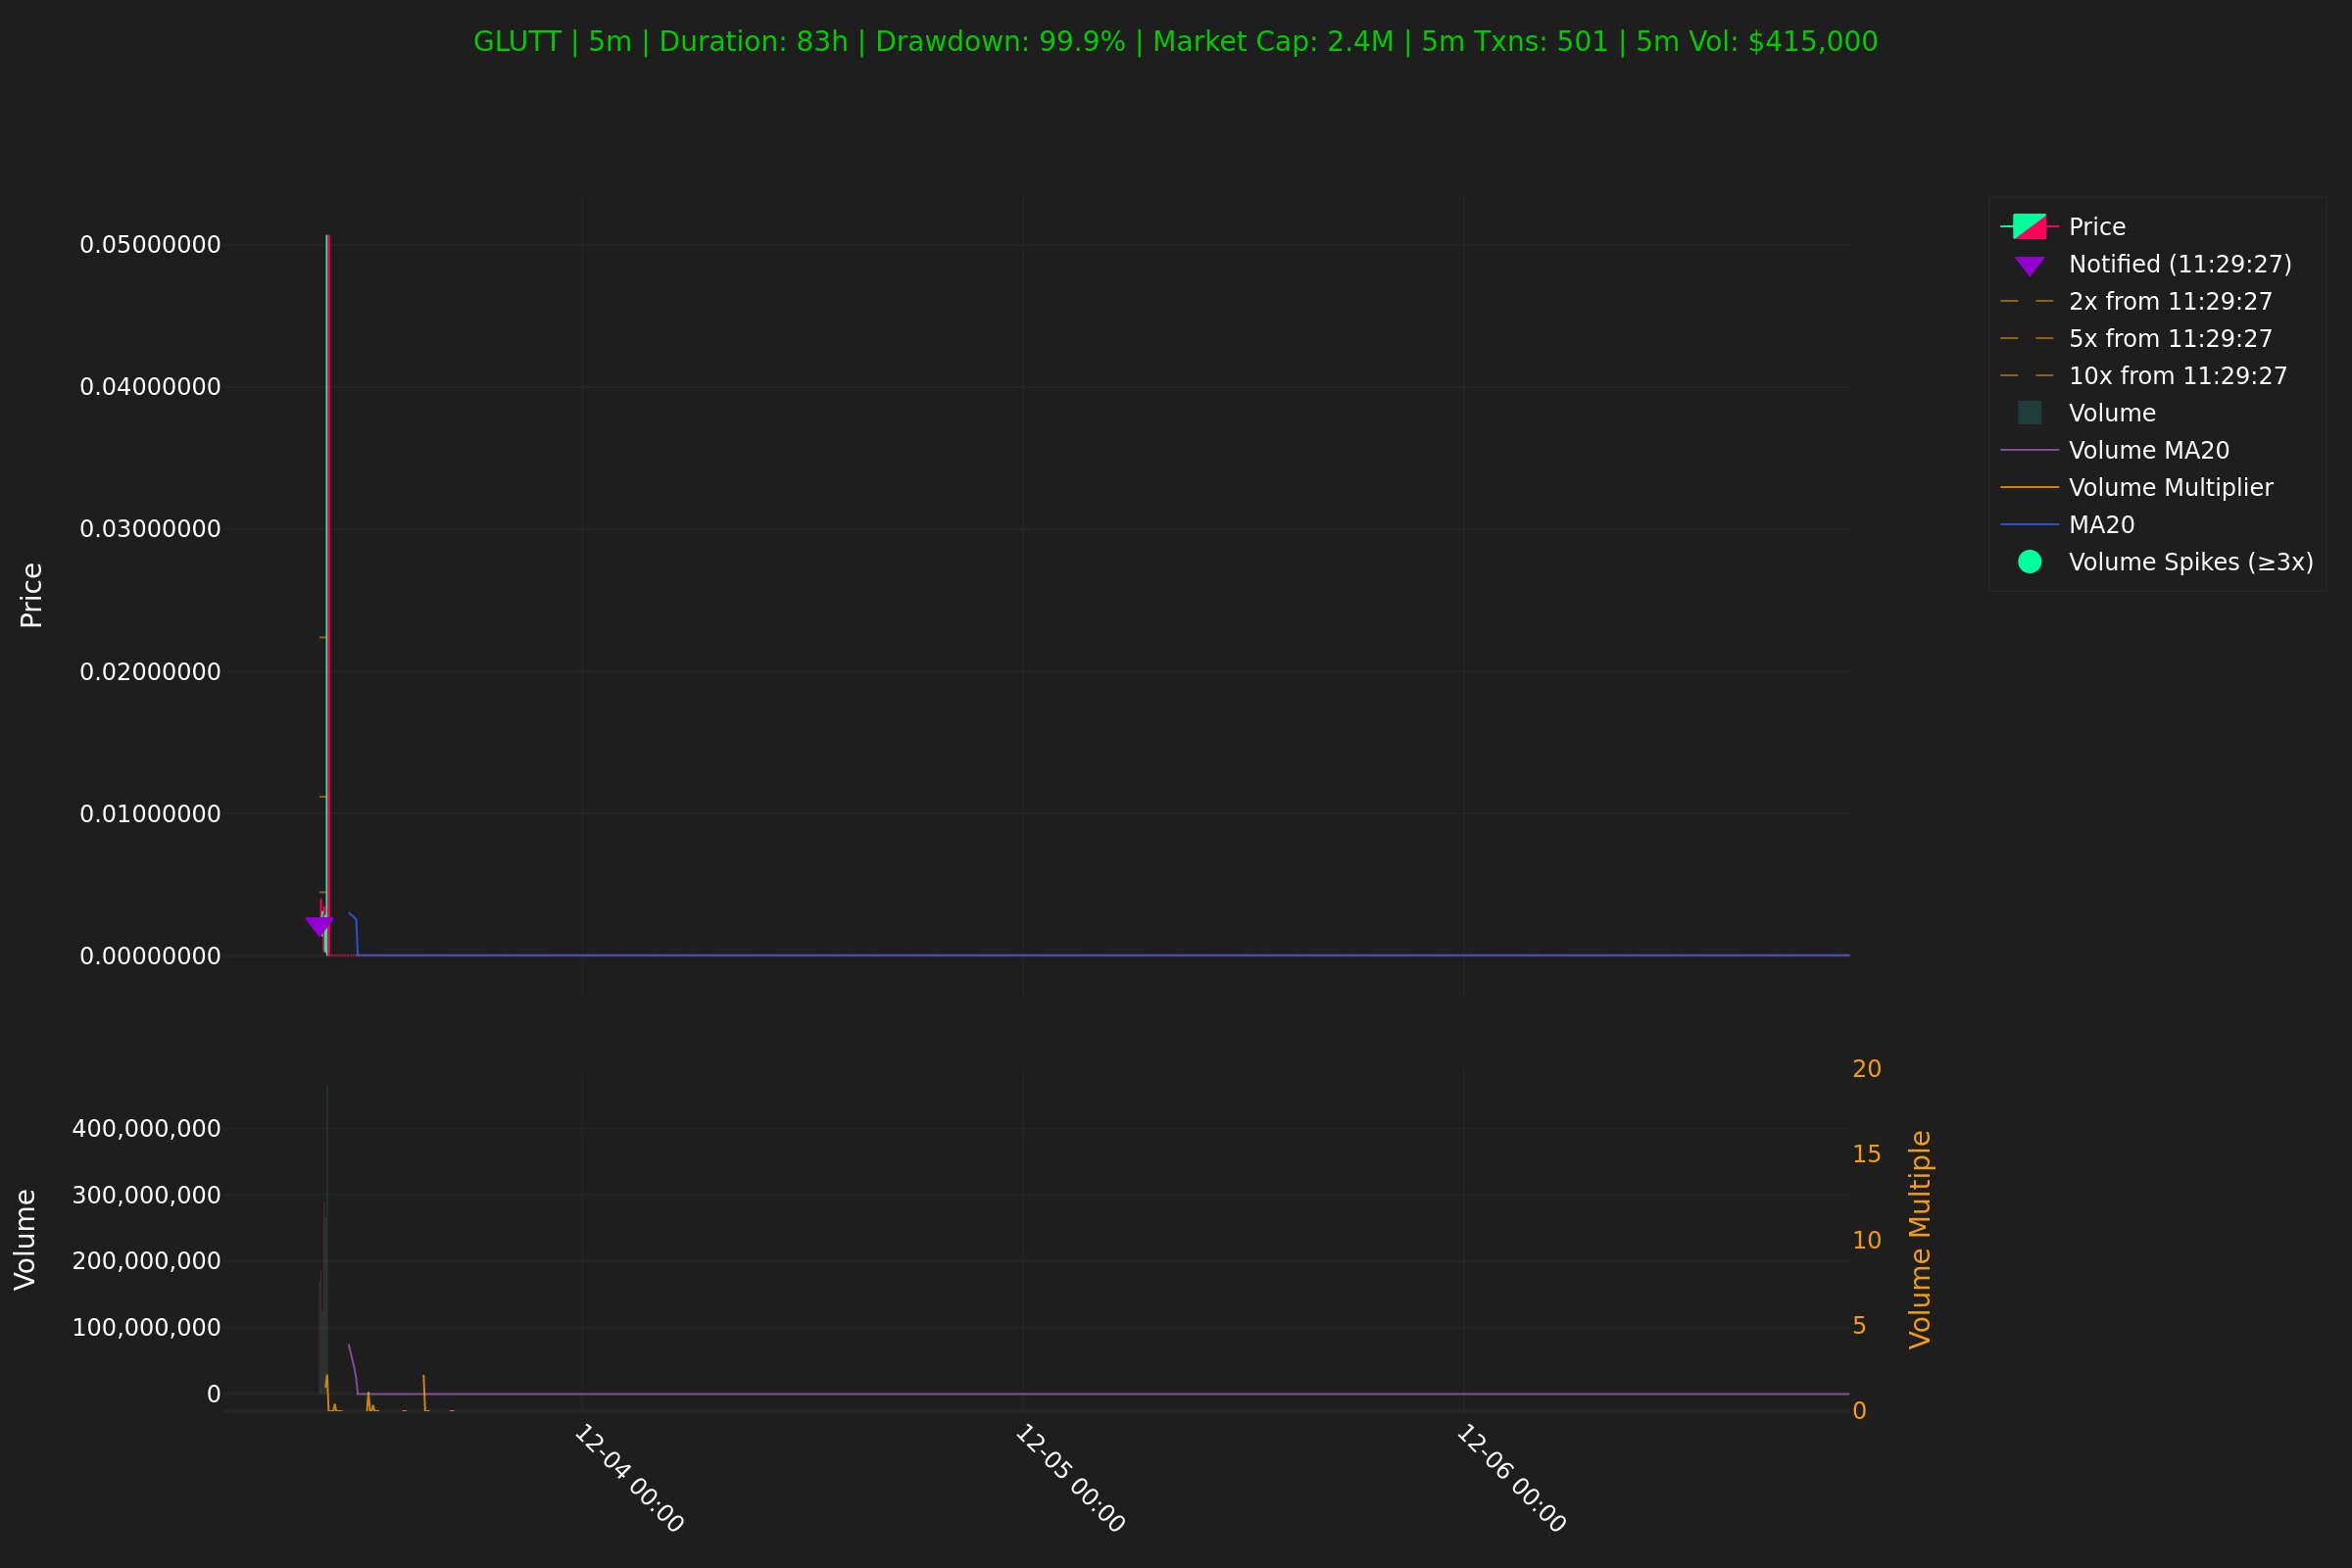 GLUTT | 5m | Duration: 83h | Drawdown: 99.9% | Market Cap: 2.4M | 5m Txns: 501 | 5m Vol: $415,000
Price
0.05000000
0.04000000
0.03000000
0.02000000
0.01000000
0.00000000
Price
Notified (11:29:27)
2x from 11:29:27
5x from 11:29:27
10x from 11:29:27
Volume
Volume MA20
Volume Multiplier
MA20
Volume Spikes (≥3x)
Volume
400,000,000
300,000,000
200,000,000
100,000,000
0
20
15
10
5
0
Volume Multiple
12-04 00:00
12-05 00:00
12-06 00:00